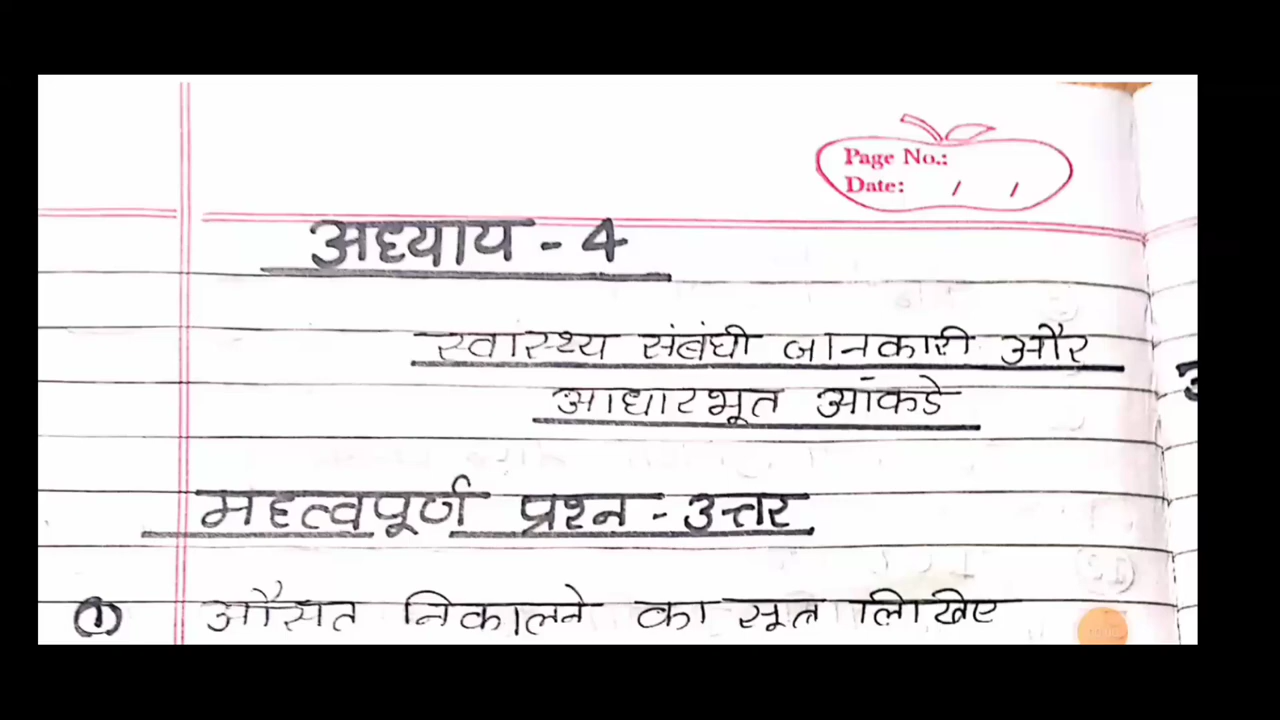 Page No.:
Date: / /
अध्याय - 4
स्वास्थ्य संबंधी जानकारी और
आधारभूत आंकडे
महत्वपूर्ण प्रश्न - उत्तर
① औसत निकालने का सूत्र लिखिए